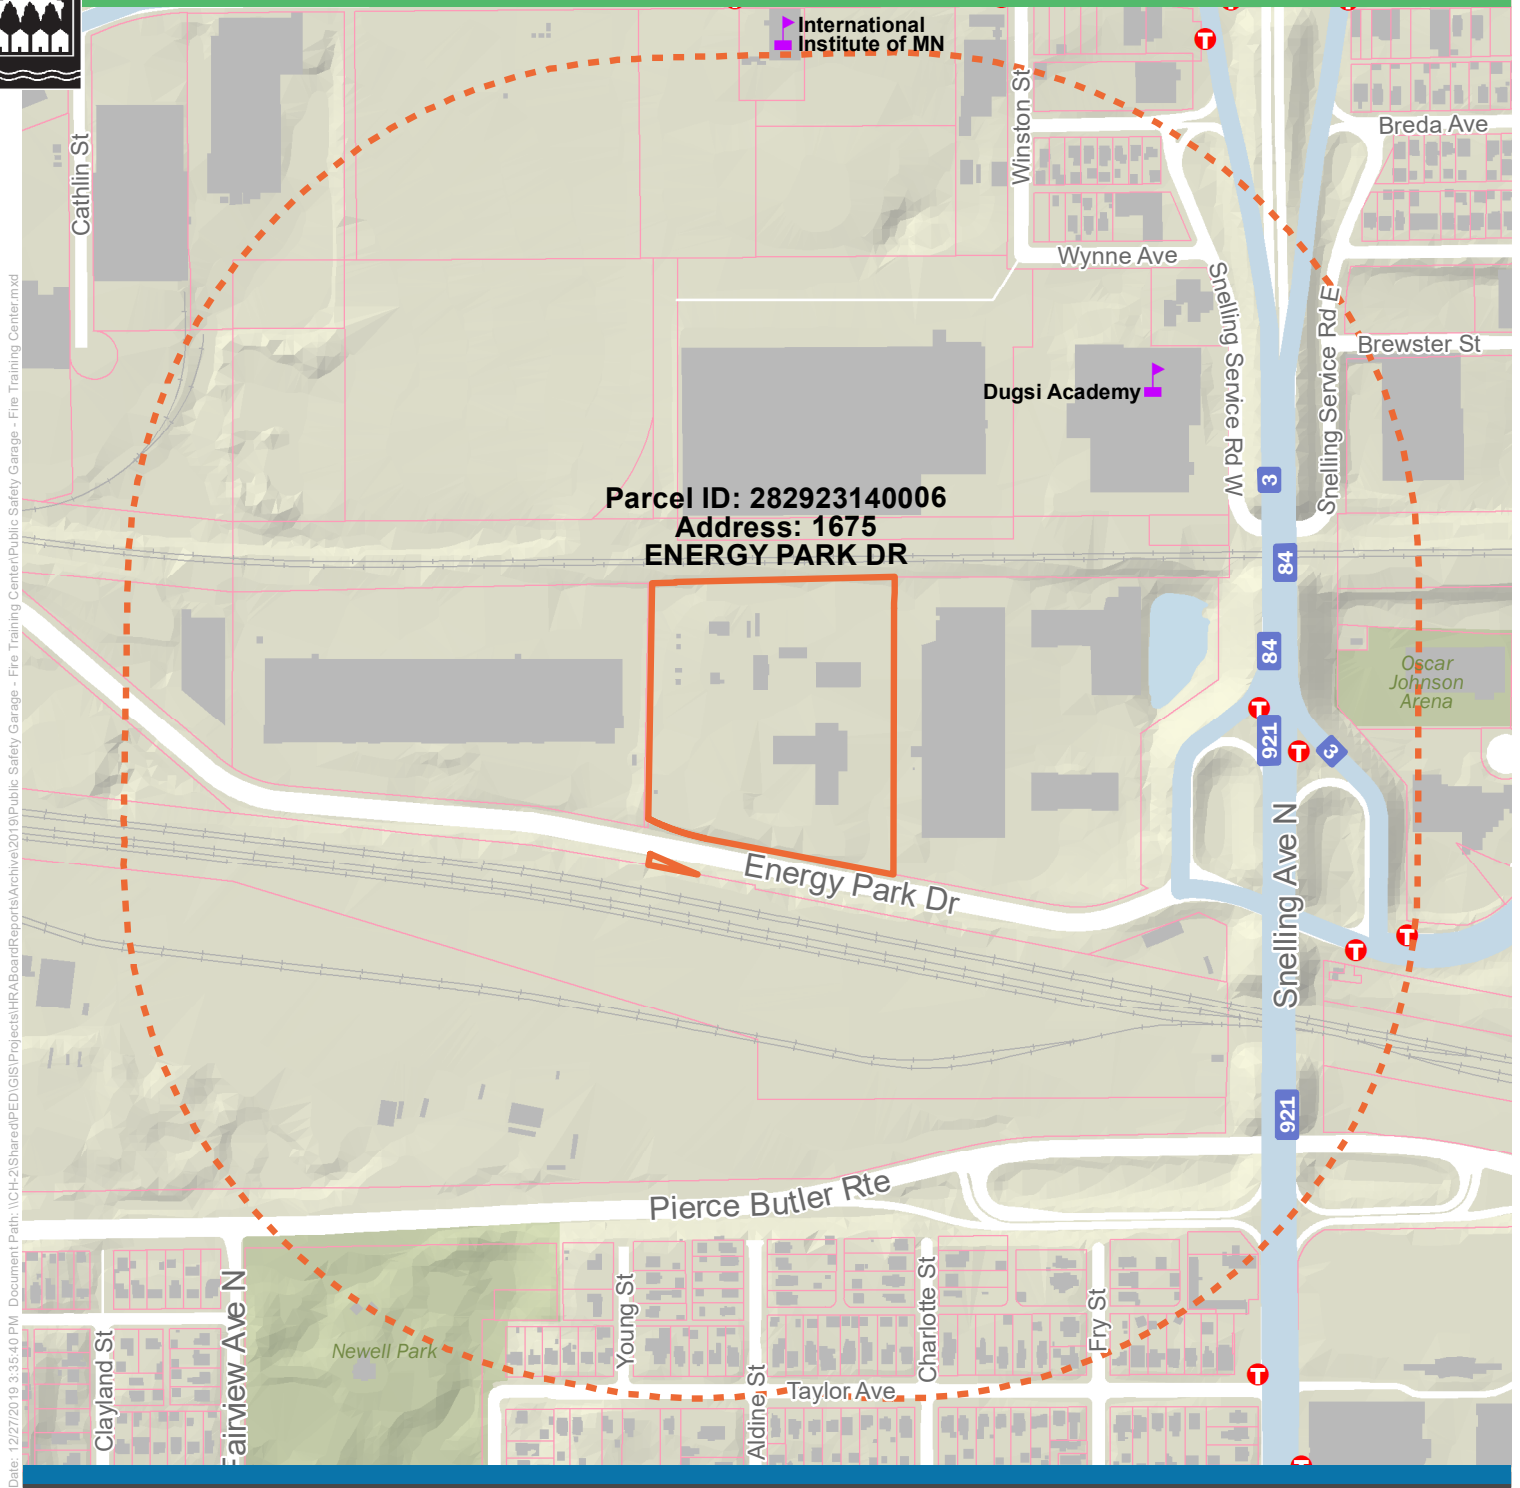 International
Institute of MN
Winston St
Breda Ave
Cathlin St
Wynne Ave
Snelling Service Rd W
Snelling Service Rd E
Brewster St
Dugsi Academy
Parcel ID: 282923140006
Address: 1675
ENERGY PARK DR
3
84
84
Oscar
Johnson
Arena
921
3
Energy Park Dr
Snelling Ave N
921
Pierce Butler Rte
Newell Park
Young St
Aldine St
Charlotte St
Fry St
Taylor Ave
Clayland St
Fairview Ave N
T
T
T
T
T
T
T
Date: 12/27/2019 3:35:40 PM Document Path: \\CH-2\Shared\PED\GIS\Projects\HRABoardReports\Archive\2019\Public Safety Garage - Fire Training Center\Public Safety Garage - Fire Training Center.mxd